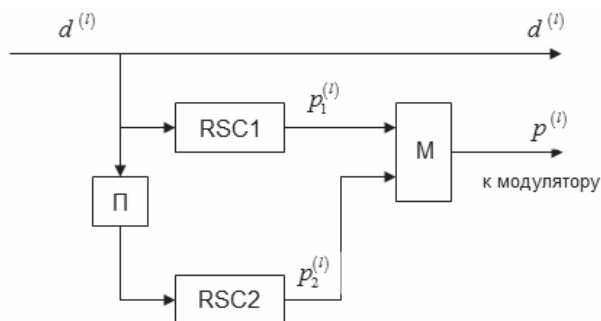 d^(l) d^(l)
RSC1
p_1^(l)
M
p^(l)
к модулятору
П
RSC2
p_2^(l)